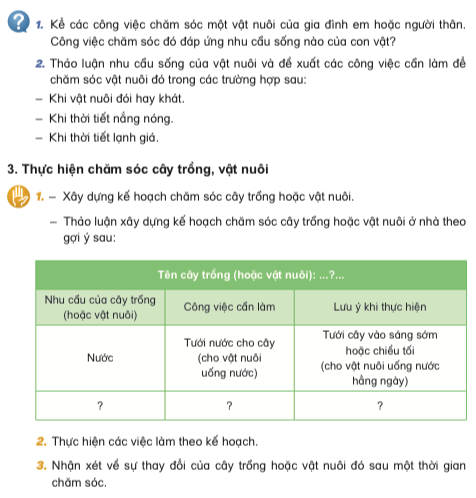 ? 1. Kể các công việc chăm sóc một vật nuôi của gia đình em hoặc người thân.
Công việc chăm sóc đó đáp ứng nhu cầu sống nào của con vật?
2. Thảo luận nhu cầu sống của vật nuôi và đề xuất các công việc cần làm để
chăm sóc vật nuôi đó trong các trường hợp sau:
– Khi vật nuôi đói hay khát.
– Khi thời tiết nắng nóng.
– Khi thời tiết lạnh giá.
3. Thực hiện chăm sóc cây trồng, vật nuôi
1. – Xây dựng kế hoạch chăm sóc cây trồng hoặc vật nuôi.
– Thảo luận xây dựng kế hoạch chăm sóc cây trồng hoặc vật nuôi ở nhà theo
gợi ý sau:
Tên cây trồng (hoặc vật nuôi): ...?...
Nhu cầu của cây trồng
(hoặc vật nuôi)
Công việc cần làm
Lưu ý khi thực hiện
Nước
Tưới nước cho cây
(cho vật nuôi
uống nước)
Tưới cây vào sáng sớm
hoặc chiều tối
(cho vật nuôi uống nước
hằng ngày)
?
?
?
2. Thực hiện các việc làm theo kế hoạch.
3. Nhận xét về sự thay đổi của cây trồng hoặc vật nuôi đó sau một thời gian
chăm sóc.